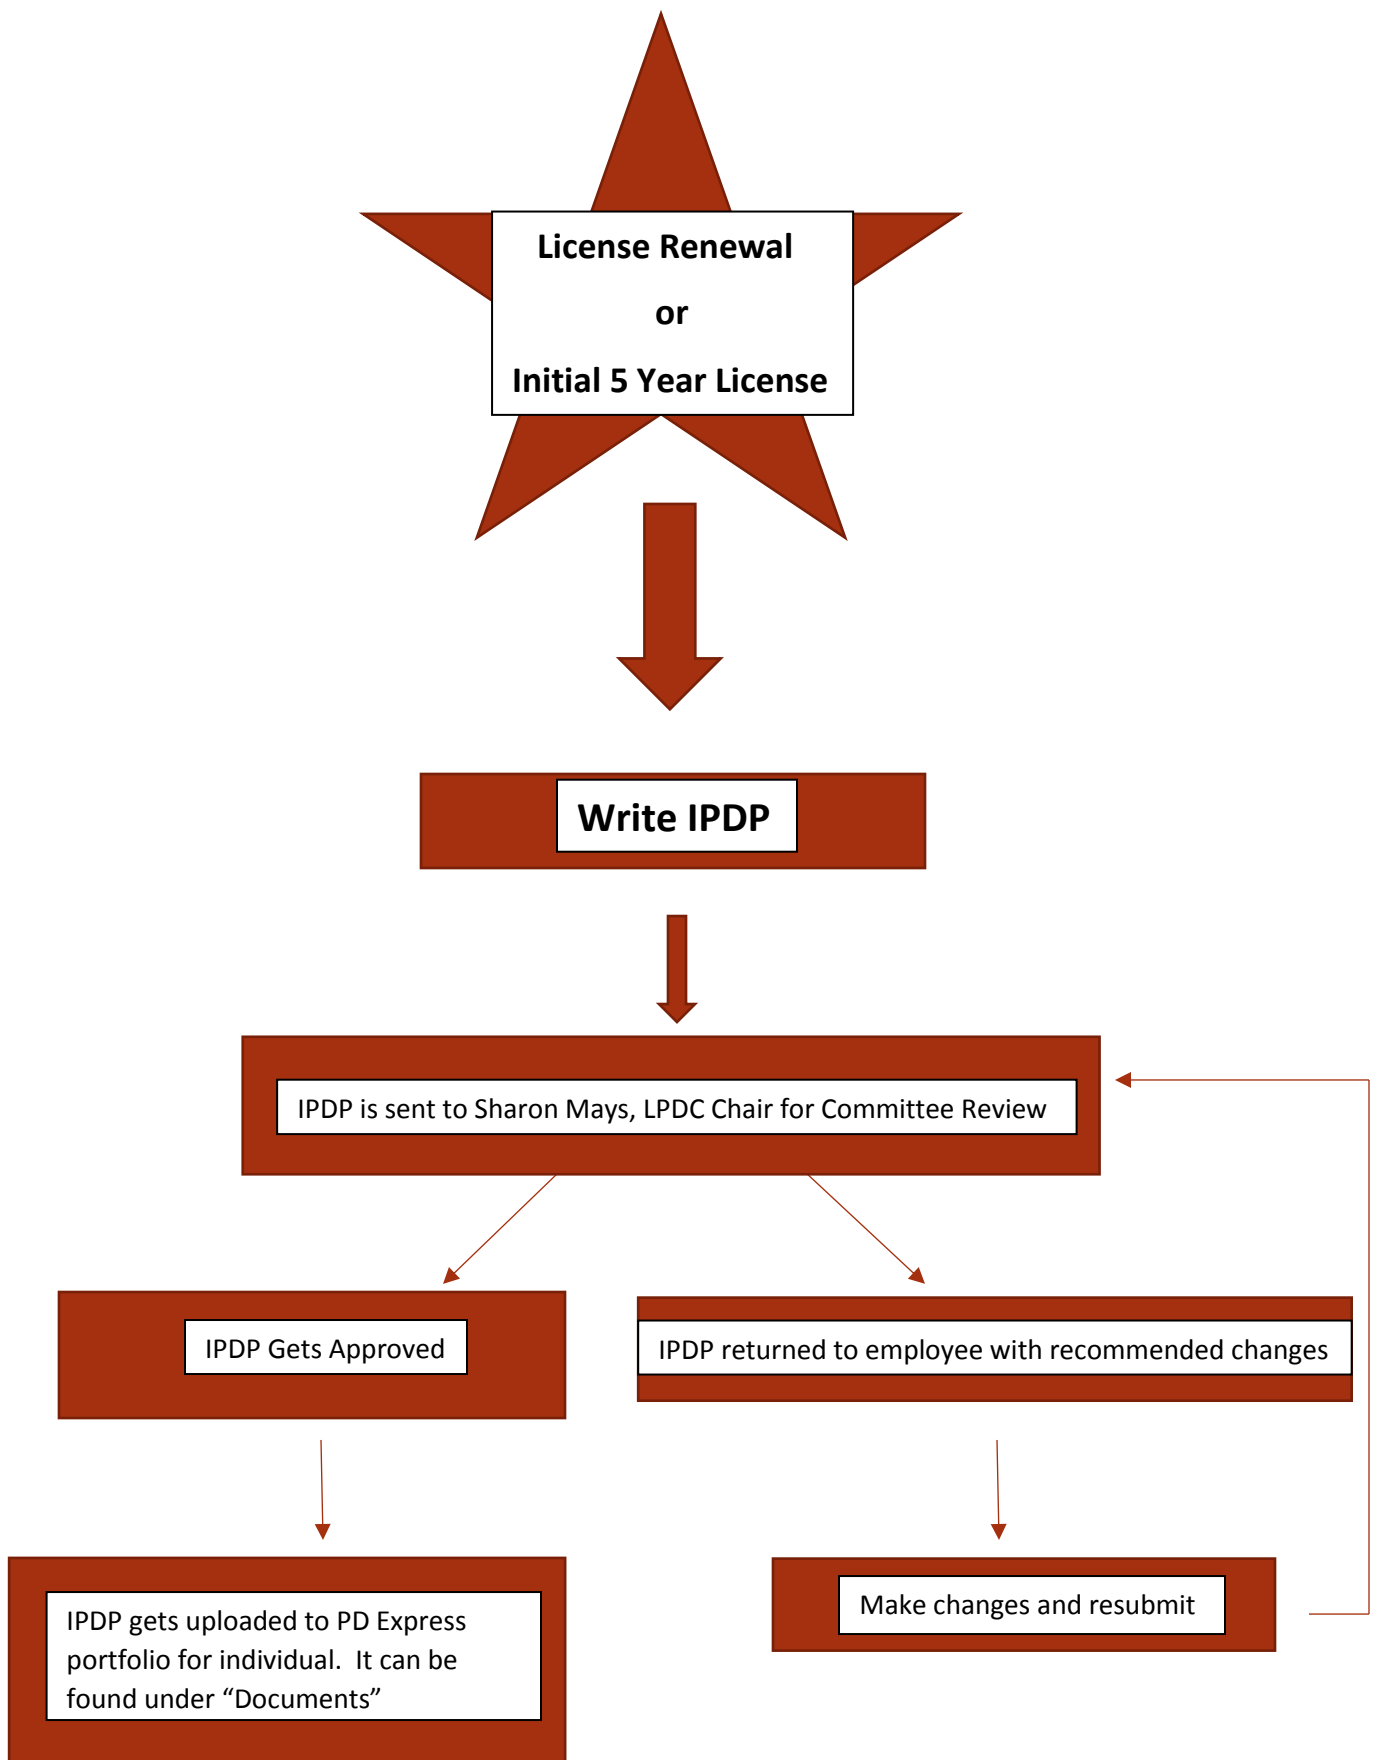 License Renewal
or
Initial 5 Year License
Write IPDP
IPDP is sent to Sharon Mays, LPDC Chair for Committee Review
IPDP Gets Approved
IPDP returned to employee with recommended changes
IPDP gets uploaded to PD Express
portfolio for individual.  It can be
found under “Documents”
Make changes and resubmit